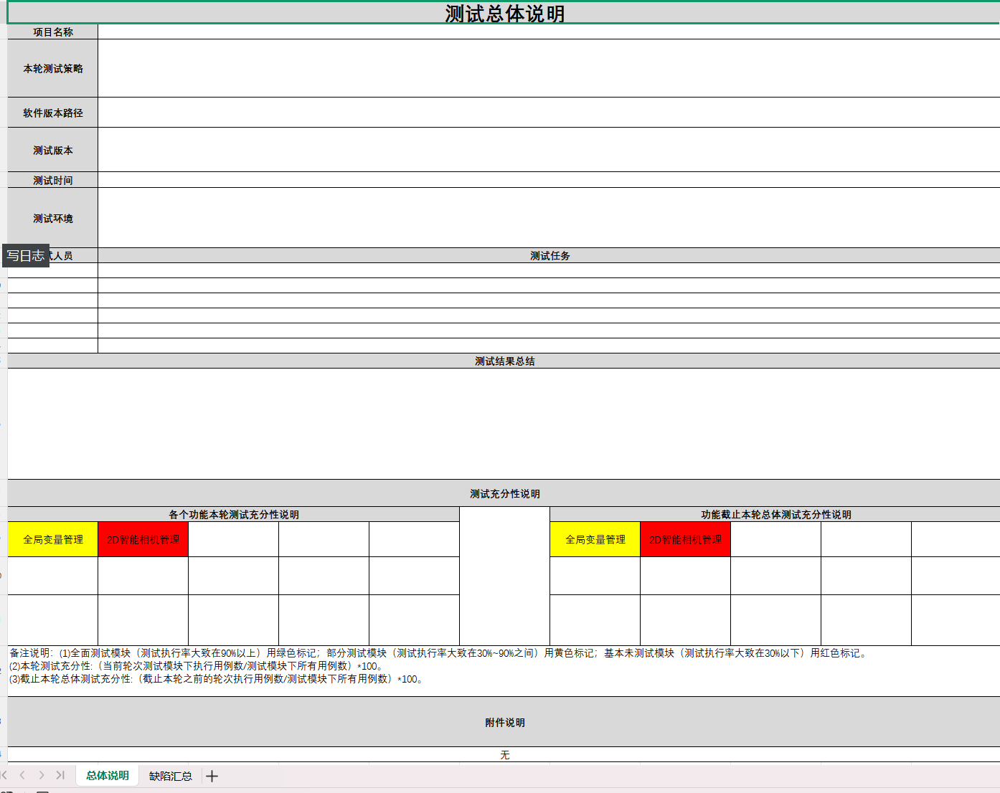 测试总体说明
项目名称
本轮测试策略
软件版本路径
测试版本
测试时间
测试环境
写日志
人员
测试任务
测试结果总结
测试充分性说明
各个功能本轮测试充分性说明
功能截止本轮总体测试充分性说明
全局变量管理
2D智能相机管理
全局变量管理
2D智能相机管理
备注说明：(1)全面测试模块（测试执行率大致在90%以上）用绿色标记；部分测试模块（测试执行率大致在30%~90%之间）用黄色标记；基本未测试模块（测试执行率大致在30%以下）用红色标记。
(2)本轮测试充分性:（当前轮次测试模块下执行用例数/测试模块下所有用例数）*100。
(3)截止本轮总体测试充分性:（截止本轮之前的轮次执行用例数/测试模块下所有用例数）*100。
附件说明
无
总体说明
缺陷汇总